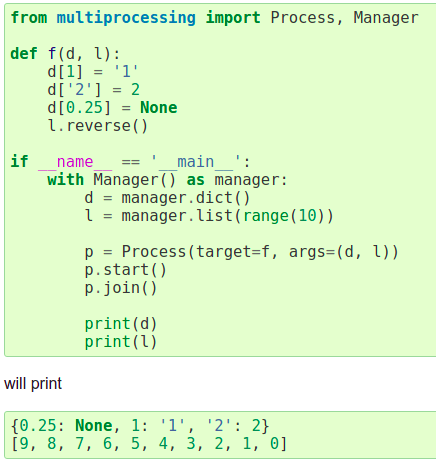 from multiprocessing import Process, Manager

def f(d, l):
    d[1] = '1'
    d['2'] = 2
    d[0.25] = None
    l.reverse()

if __name__ == '__main__':
    with Manager() as manager:
        d = manager.dict()
        l = manager.list(range(10))

        p = Process(target=f, args=(d, l))
        p.start()
        p.join()

        print(d)
        print(l)

will print

{0.25: None, 1: '1', '2': 2}
[9, 8, 7, 6, 5, 4, 3, 2, 1, 0]